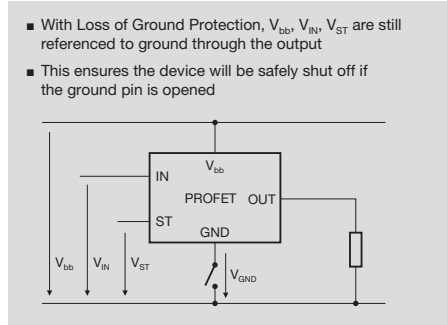 ■ With Loss of Ground Protection, Vbb, VIN, VST are still
referenced to ground through the output
■ This ensures the device will be safely shut off if
the ground pin is opened
Vbb
IN
PROFET OUT
ST
GND
Vbb VIN VST VGND